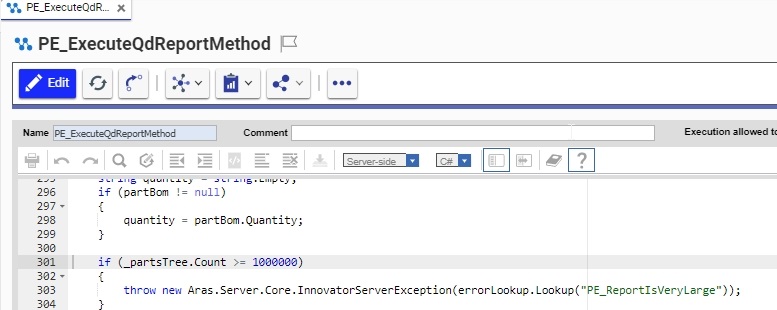 PE_ExecuteQdR... ×
PE_ExecuteQdReportMethod
Edit
Name PE_ExecuteQdReportMethod Comment Execution allowed to
Server-side C#
295 string quantity = string.Empty;
296 if (partBom != null)
297 {
298 quantity = partBom.Quantity;
299 }
300
301 if (_partsTree.Count >= 1000000)
302 {
303 throw new Aras.Server.Core.InnovatorServerException(errorLookup.Lookup("PE_ReportIsVeryLarge"));
304 }